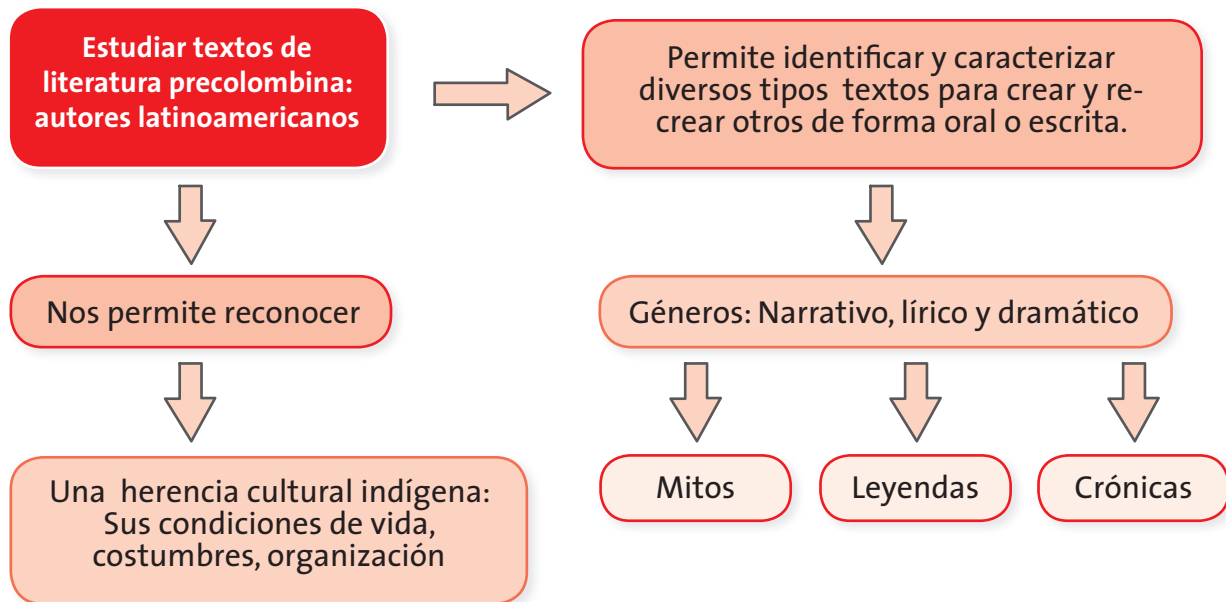 Estudiar textos de
literatura precolombina:
autores latinoamericanos
Permite identificar y caracterizar
diversos tipos textos para crear y re-
crear otros de forma oral o escrita.
Nos permite reconocer
Géneros: Narrativo, lírico y dramático
Una herencia cultural indígena:
Sus condiciones de vida,
costumbres, organización
Mitos
Leyendas
Crónicas